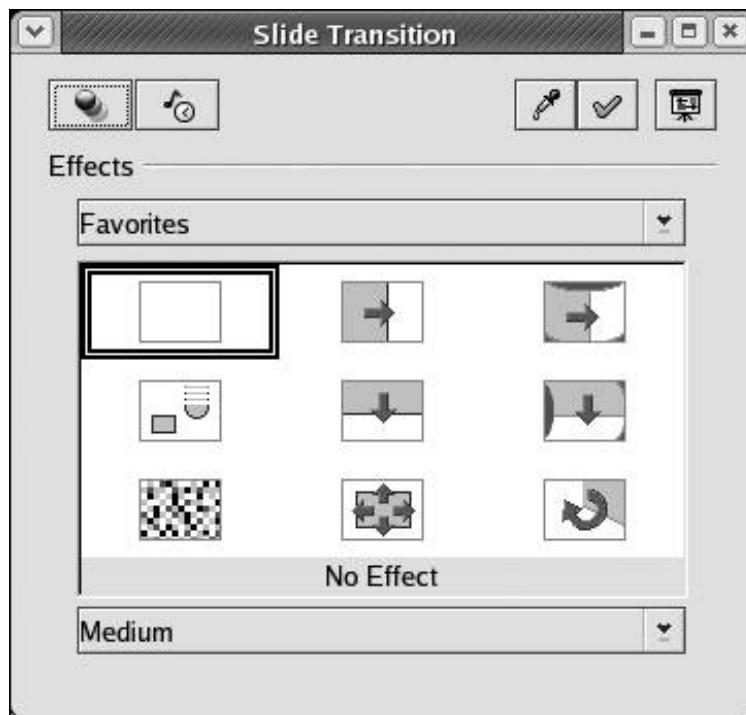 Slide Transition
Effects
Favorites
No Effect
Medium